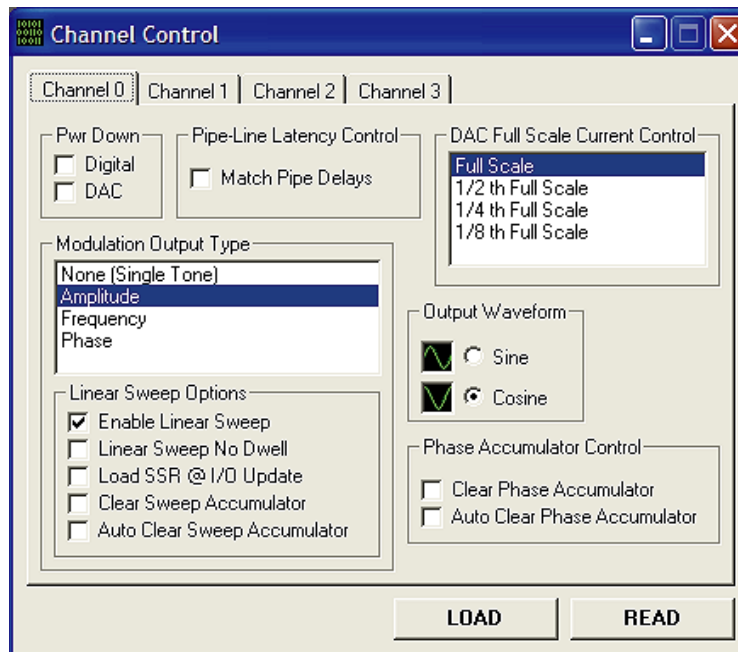 10101
00110
10011
Channel Control
Channel 0
Channel 1
Channel 2
Channel 3
Pwr Down
Digital
DAC
Pipe-Line Latency Control
Match Pipe Delays
DAC Full Scale Current Control
Full Scale
1/2 th Full Scale
1/4 th Full Scale
1/8 th Full Scale
Modulation Output Type
None (Single Tone)
Amplitude
Frequency
Phase
Output Waveform
Sine
Cosine
Linear Sweep Options
Enable Linear Sweep
Linear Sweep No Dwell
Load SSR @ I/O Update
Clear Sweep Accumulator
Auto Clear Sweep Accumulator
Phase Accumulator Control
Clear Phase Accumulator
Auto Clear Phase Accumulator
LOAD
READ